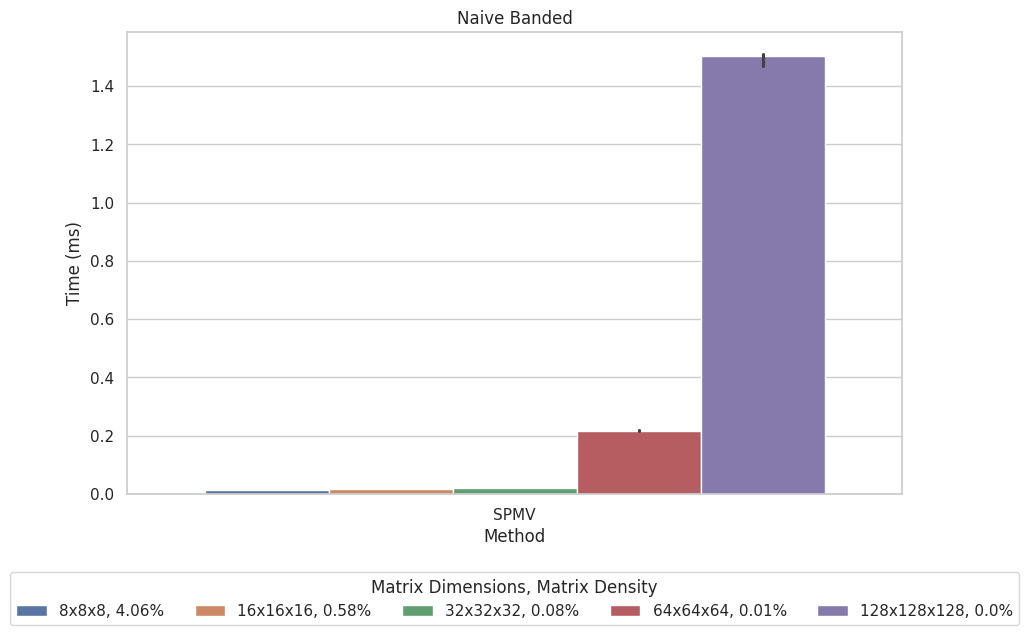 Naive Banded
Time (ms)
1.4
1.2
1.0
0.8
0.6
0.4
0.2
0.0
SPMV
Method
Matrix Dimensions, Matrix Density
8x8x8, 4.06% 16x16x16, 0.58% 32x32x32, 0.08% 64x64x64, 0.01% 128x128x128, 0.0%